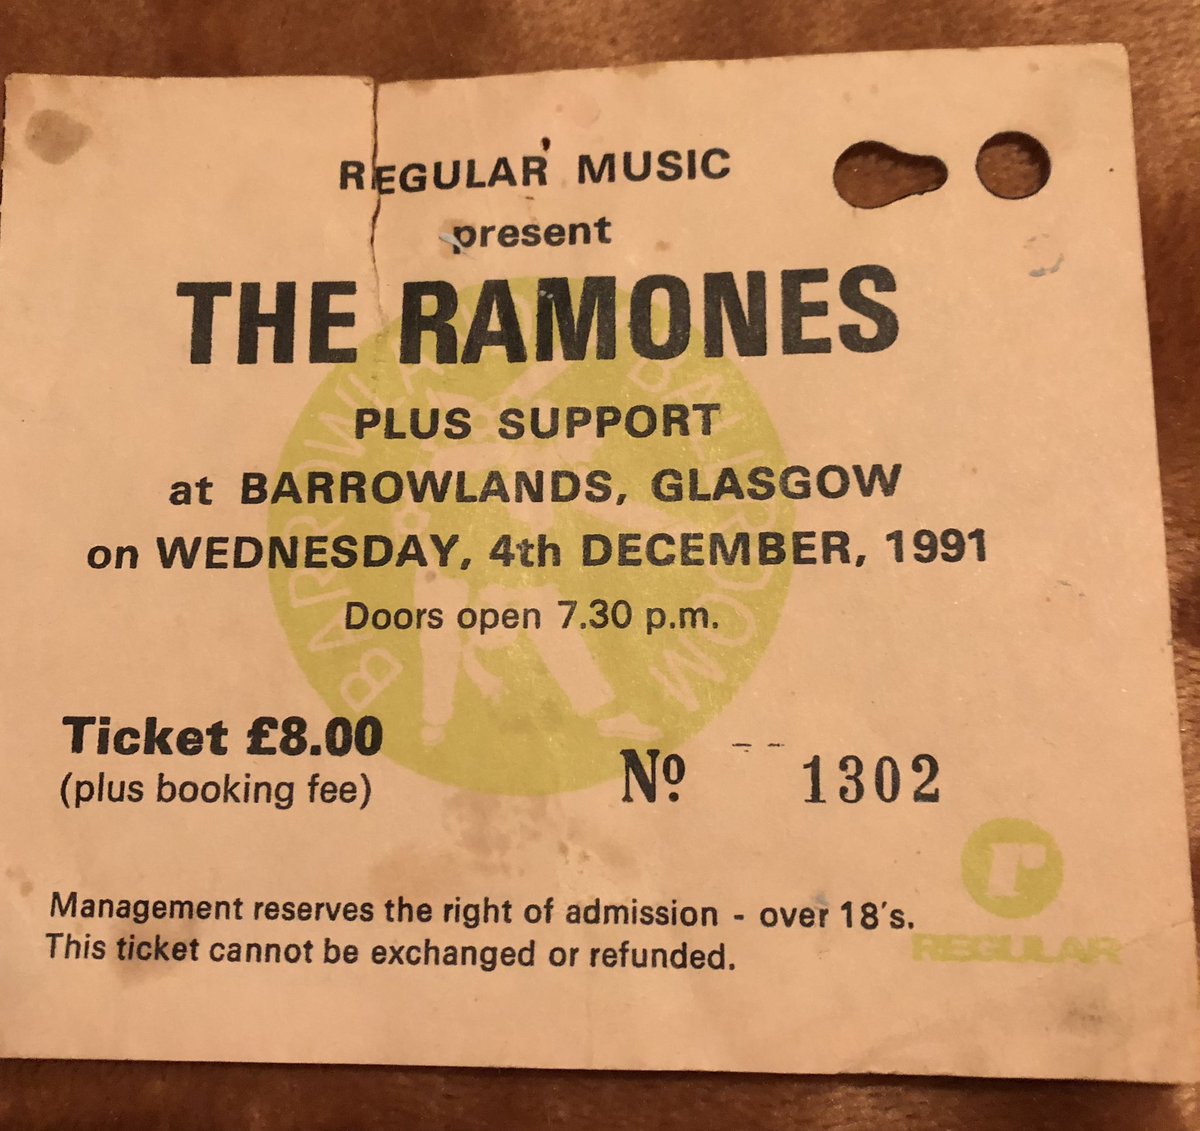 REGULAR MUSIC
present
THE RAMONES
PLUS SUPPORT
at BARROWLANDS, GLASGOW
on WEDNESDAY, 4th DECEMBER, 1991
Doors open 7.30 p.m.
BARROWLAND BALLROOM
Ticket £8.00
(plus booking fee)
Nº 1302
Management reserves the right of admission - over 18's.
This ticket cannot be exchanged or refunded.
r
REGULAR